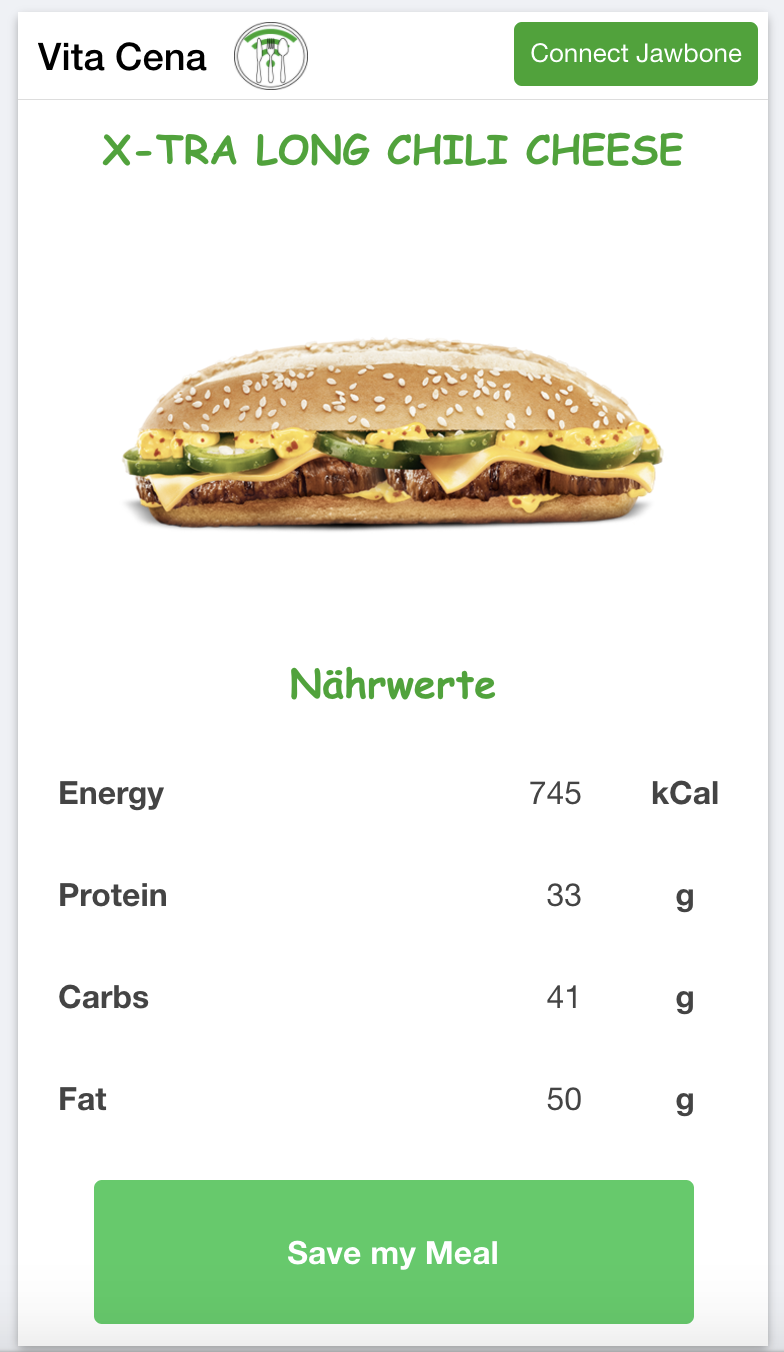 Vita Cena
Connect Jawbone
X-TRA LONG CHILI CHEESE
Nährwerte
Energy 745 kCal
Protein 33 g
Carbs 41 g
Fat 50 g
Save my Meal